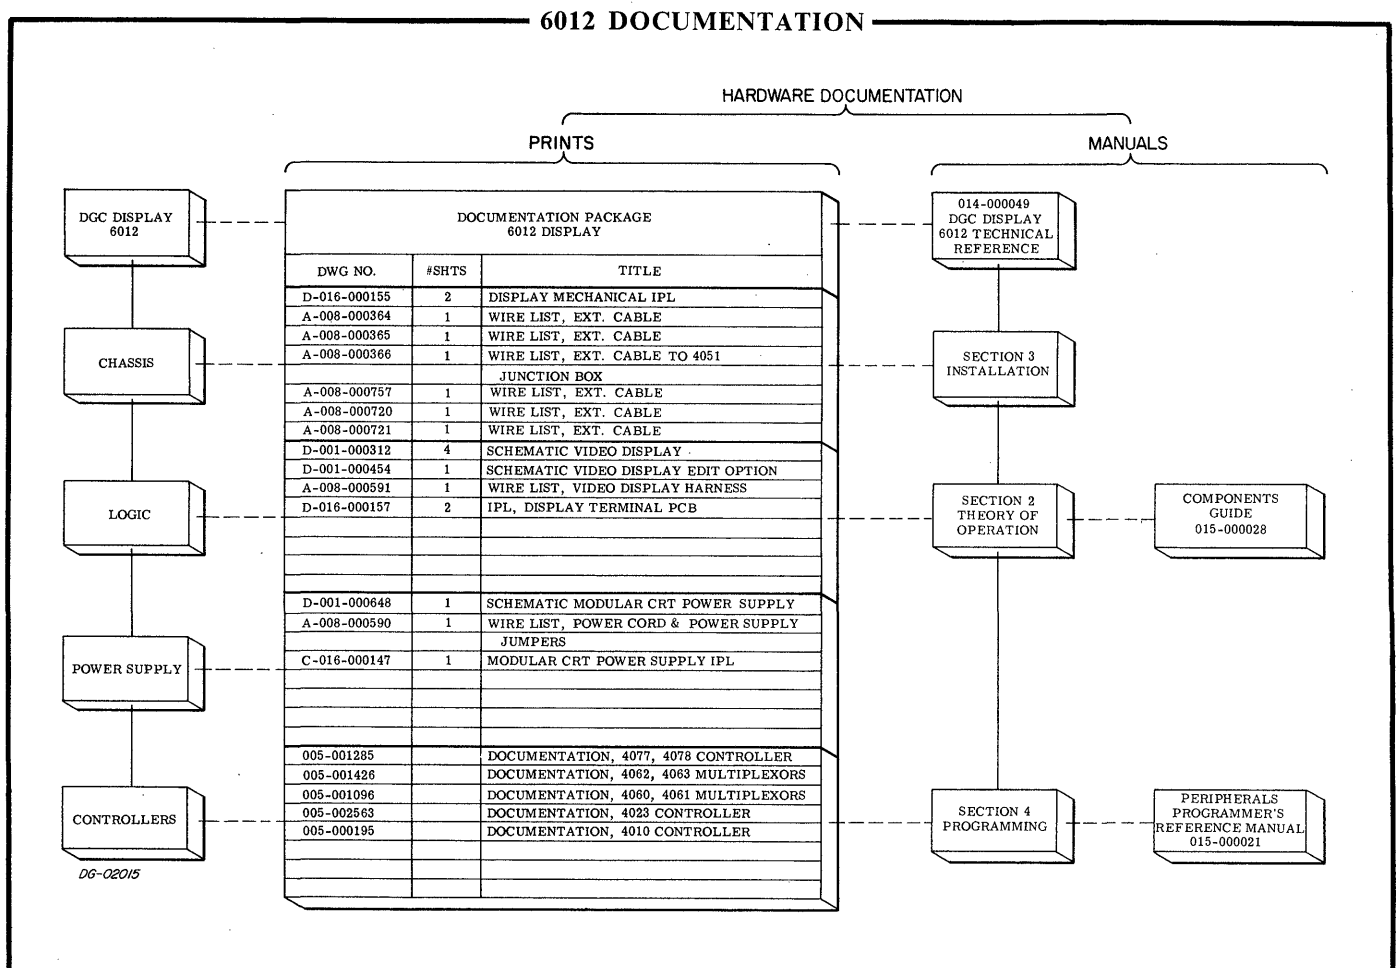 6012 DOCUMENTATION
HARDWARE DOCUMENTATION
PRINTS
MANUALS
DGC DISPLAY
6012
DOCUMENTATION PACKAGE
6012 DISPLAY
014-000049
DGC DISPLAY
6012 TECHNICAL
REFERENCE
DWG NO. #SHTS TITLE
D-016-000155 2 DISPLAY MECHANICAL IPL
A-008-000364 1 WIRE LIST, EXT. CABLE
A-008-000365 1 WIRE LIST, EXT. CABLE
A-008-000366 1 WIRE LIST, EXT. CABLE TO 4051
JUNCTION BOX
A-008-000757 1 WIRE LIST, EXT. CABLE
A-008-000720 1 WIRE LIST, EXT. CABLE
A-008-000721 1 WIRE LIST, EXT. CABLE
CHASSIS
SECTION 3
INSTALLATION
D-001-000312 4 SCHEMATIC VIDEO DISPLAY
D-001-000454 1 SCHEMATIC VIDEO DISPLAY EDIT OPTION
A-008-000591 1 WIRE LIST, VIDEO DISPLAY HARNESS
D-016-000157 2 IPL, DISPLAY TERMINAL PCB
LOGIC
SECTION 2
THEORY OF
OPERATION
COMPONENTS
GUIDE
015-000028
D-001-000648 1 SCHEMATIC MODULAR CRT POWER SUPPLY
A-008-000590 1 WIRE LIST, POWER CORD & POWER SUPPLY
JUMPERS
C-016-000147 1 MODULAR CRT POWER SUPPLY IPL
POWER SUPPLY
005-001285 DOCUMENTATION, 4077, 4078 CONTROLLER
005-001426 DOCUMENTATION, 4062, 4063 MULTIPLEXORS
005-001096 DOCUMENTATION, 4060, 4061 MULTIPLEXORS
005-002563 DOCUMENTATION, 4023 CONTROLLER
005-000195 DOCUMENTATION, 4010 CONTROLLER
CONTROLLERS
SECTION 4
PROGRAMMING
PERIPHERALS
PROGRAMMER'S
REFERENCE MANUAL
015-000021
DG-02015